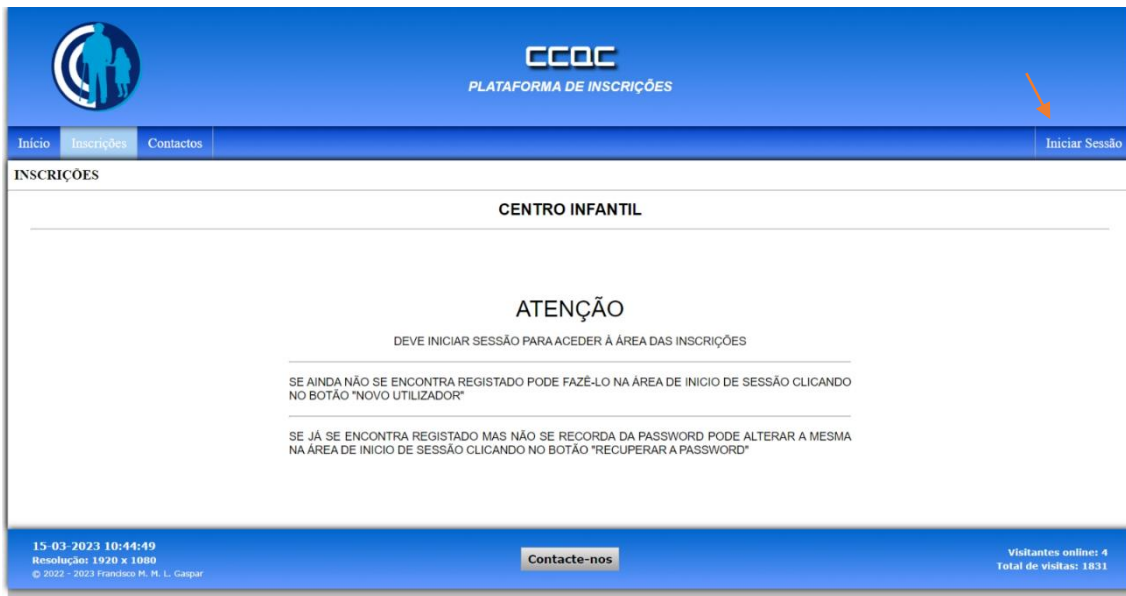 CCQC
PLATAFORMA DE INSCRIÇÕES
Início Inscrições Contactos Iniciar Sessão
INSCRIÇÕES
CENTRO INFANTIL
ATENÇÃO
DEVE INICIAR SESSÃO PARA ACEDER À ÁREA DAS INSCRIÇÕES
SE AINDA NÃO SE ENCONTRA REGISTADO PODE FAZÊ-LO NA ÁREA DE INICIO DE SESSÃO CLICANDO
NO BOTÃO "NOVO UTILIZADOR"
SE JÁ SE ENCONTRA REGISTADO MAS NÃO SE RECORDA DA PASSWORD PODE ALTERAR A MESMA
NA ÁREA DE INICIO DE SESSÃO CLICANDO NO BOTÃO "RECUPERAR A PASSWORD"
15-03-2023 10:44:49
Resolução: 1920 x 1080
© 2022 - 2023 Francisco M. M. L. Gaspar
Contacte-nos
Visitantes online: 4
Total de visitas: 1831